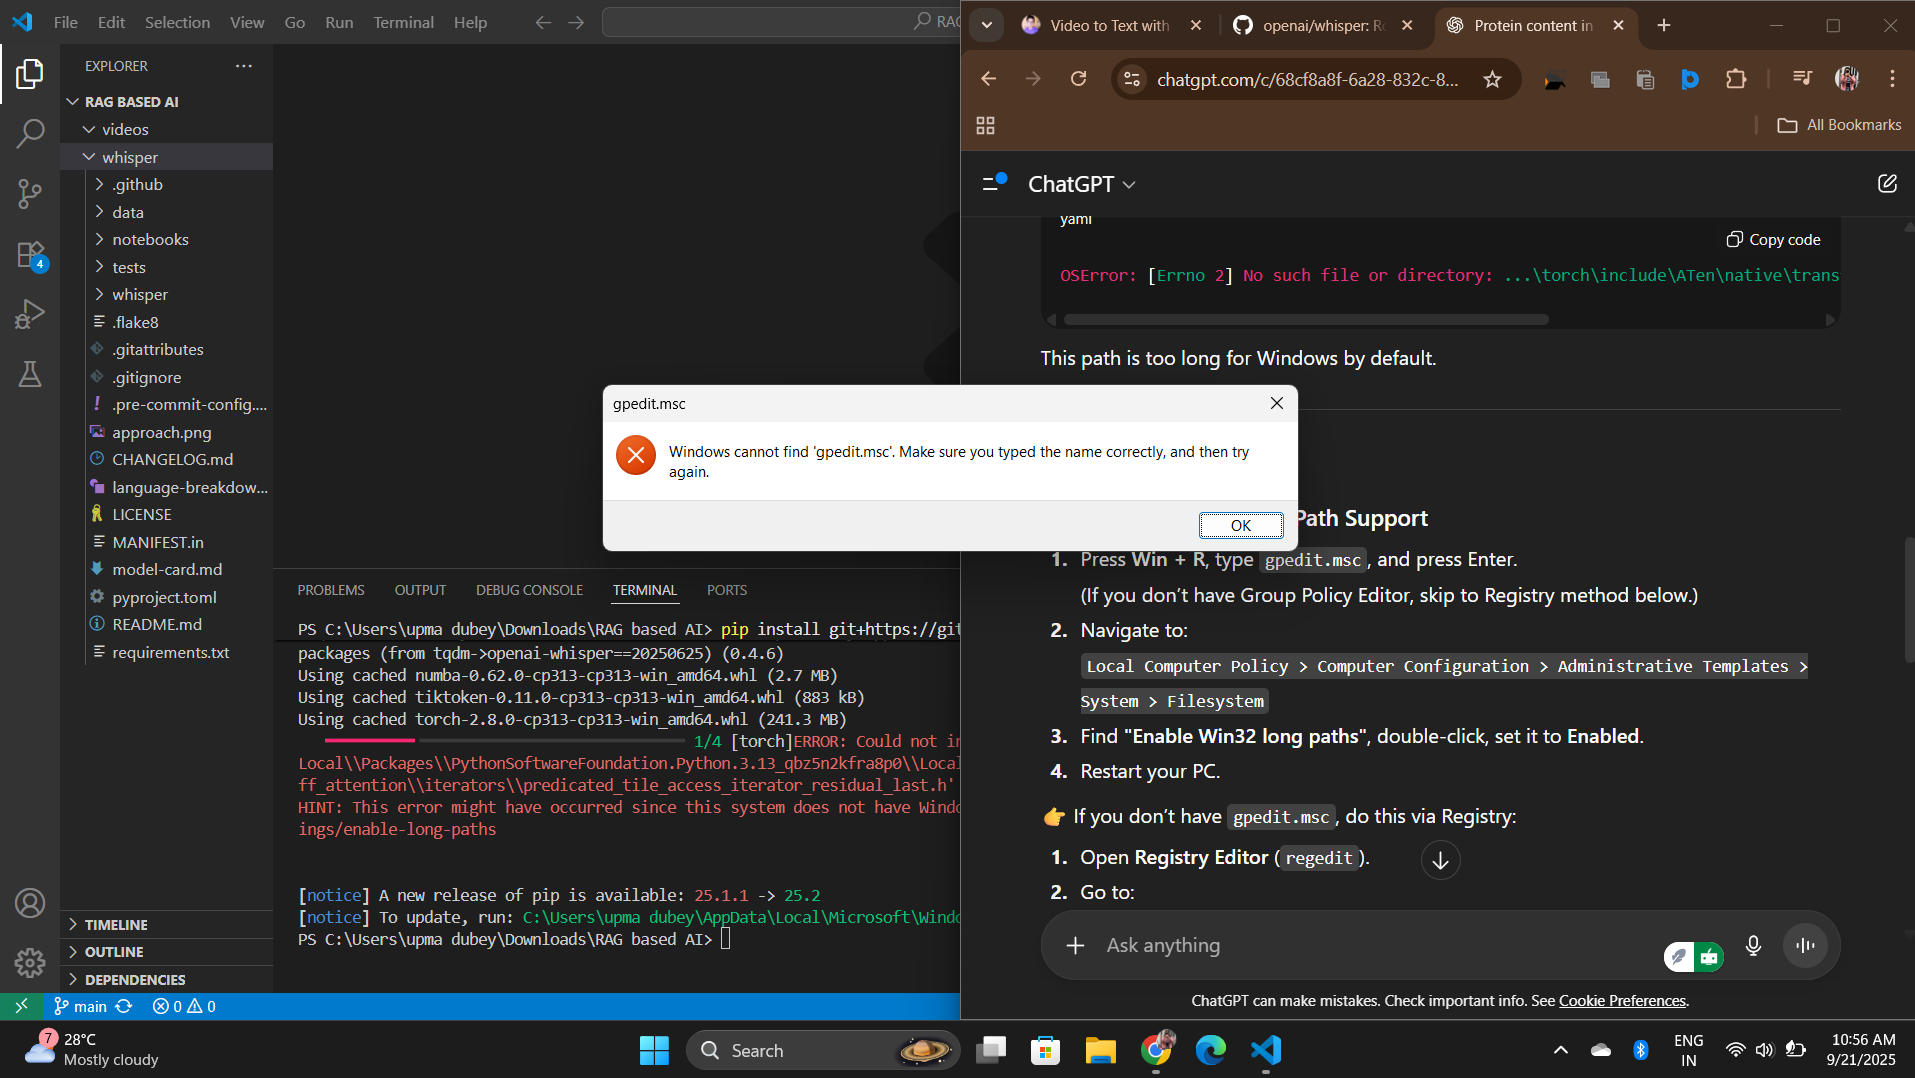 File Edit Selection View Go Run Terminal Help
EXPLORER
RAG BASED AI
videos
whisper
.github
data
notebooks
tests
whisper
.flake8
.gitattributes
.gitignore
.pre-commit-config....
approach.png
CHANGELOG.md
language-breakdow...
LICENSE
MANIFEST.in
model-card.md
pyproject.toml
README.md
requirements.txt
TIMELINE
OUTLINE
DEPENDENCIES
4
PROBLEMS OUTPUT DEBUG CONSOLE TERMINAL PORTS
PS C:\Users\upma dubey\Downloads\RAG based AI> pip install git+https://git
packages (from tqdm->openai-whisper==20250625) (0.4.6)
Using cached numba-0.62.0-cp313-cp313-win_amd64.whl (2.7 MB)
Using cached tiktoken-0.11.0-cp313-cp313-win_amd64.whl (883 kB)
Using cached torch-2.8.0-cp313-cp313-win_amd64.whl (241.3 MB)
1/4 [torch]ERROR: Could not in
Local\\Packages\\PythonSoftwareFoundation.Python.3.13_qbz5n2kfra8p0\\Loca
ff_attention\\iterators\\predicated_tile_access_iterator_residual_last.h'
HINT: This error might have occurred since this system does not have Windo
ings/enable-long-paths
[notice] A new release of pip is available: 25.1.1 -> 25.2
[notice] To update, run: C:\Users\upma dubey\AppData\Local\Microsoft\Windo
PS C:\Users\upma dubey\Downloads\RAG based AI>
main 0 0
gpedit.msc
Windows cannot find 'gpedit.msc'. Make sure you typed the name correctly, and then try
again.
OK
Video to Text with
openai/whisper: Ro
Protein content in
chatgpt.com/c/68cf8a8f-6a28-832c-8...
All Bookmarks
ChatGPT
yaml
Copy code
OSError: [Errno 2] No such file or directory: ...\torch\include\ATen\native\trans
This path is too long for Windows by default.
Path Support
1. Press Win + R, type gpedit.msc, and press Enter.
(If you don’t have Group Policy Editor, skip to Registry method below.)
2. Navigate to:
Local Computer Policy > Computer Configuration > Administrative Templates >
System > Filesystem
3. Find "Enable Win32 long paths", double-click, set it to Enabled.
4. Restart your PC.
👉 If you don’t have gpedit.msc, do this via Registry:
1. Open Registry Editor (regedit).
2. Go to:
Ask anything
ChatGPT can make mistakes. Check important info. See Cookie Preferences.
7
28°C
Mostly cloudy
Search
ENG
IN
10:56 AM
9/21/2025